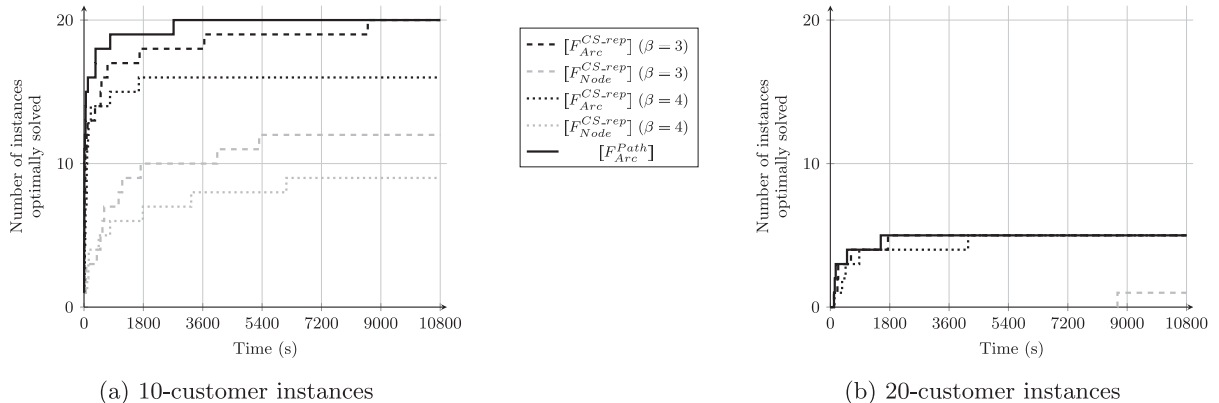 Number of instances
optimally solved
20
10
0
0 1800 3600 5400 7200 9000 10800
Time (s)
(a) 10-customer instances
[F_{Arc}^{CS_rep}] (β = 3)
[F_{Node}^{CS_rep}] (β = 3)
[F_{Arc}^{CS_rep}] (β = 4)
[F_{Node}^{CS_rep}] (β = 4)
[F_{Arc}^{Path}]
Number of instances
optimally solved
20
10
0
0 1800 3600 5400 7200 9000 10800
Time (s)
(b) 20-customer instances